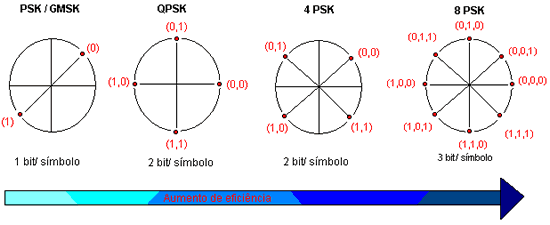 PSK / GMSK
QPSK
4 PSK
8 PSK
(0)
(1)
1 bit/ símbolo
(0,1)
(1,0)
(0,0)
(1,1)
2 bit/ símbolo
(0,1)
(0,0)
(1,0)
(1,1)
2 bit/ símbolo
(0,1,0)
(0,1,1)
(0,0,1)
(1,0,0)
(0,0,0)
(1,0,1)
(1,1,1)
(1,1,0)
3 bit/ símbolo
Aumento de eficiência